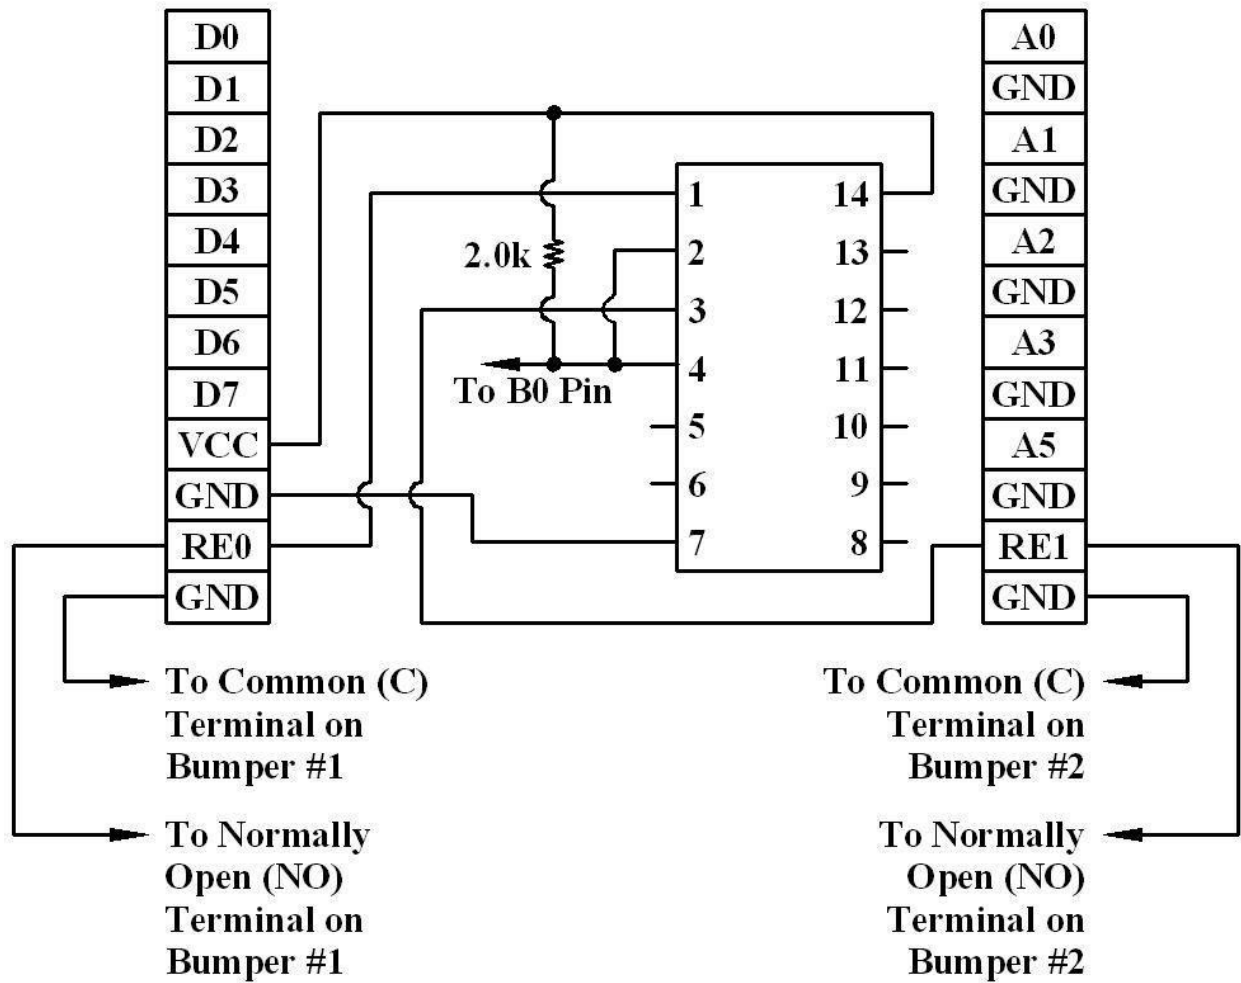 D0
D1
D2
D3
D4
D5
D6
D7
VCC
GND
RE0
GND
2.0k
To B0 Pin
1
2
3
4
5
6
7
14
13
12
11
10
9
8
A0
GND
A1
GND
A2
GND
A3
GND
A5
GND
RE1
GND
To Common (C)
Terminal on
Bumper #1
To Normally
Open (NO)
Terminal on
Bumper #1
To Common (C)
Terminal on
Bumper #2
To Normally
Open (NO)
Terminal on
Bumper #2